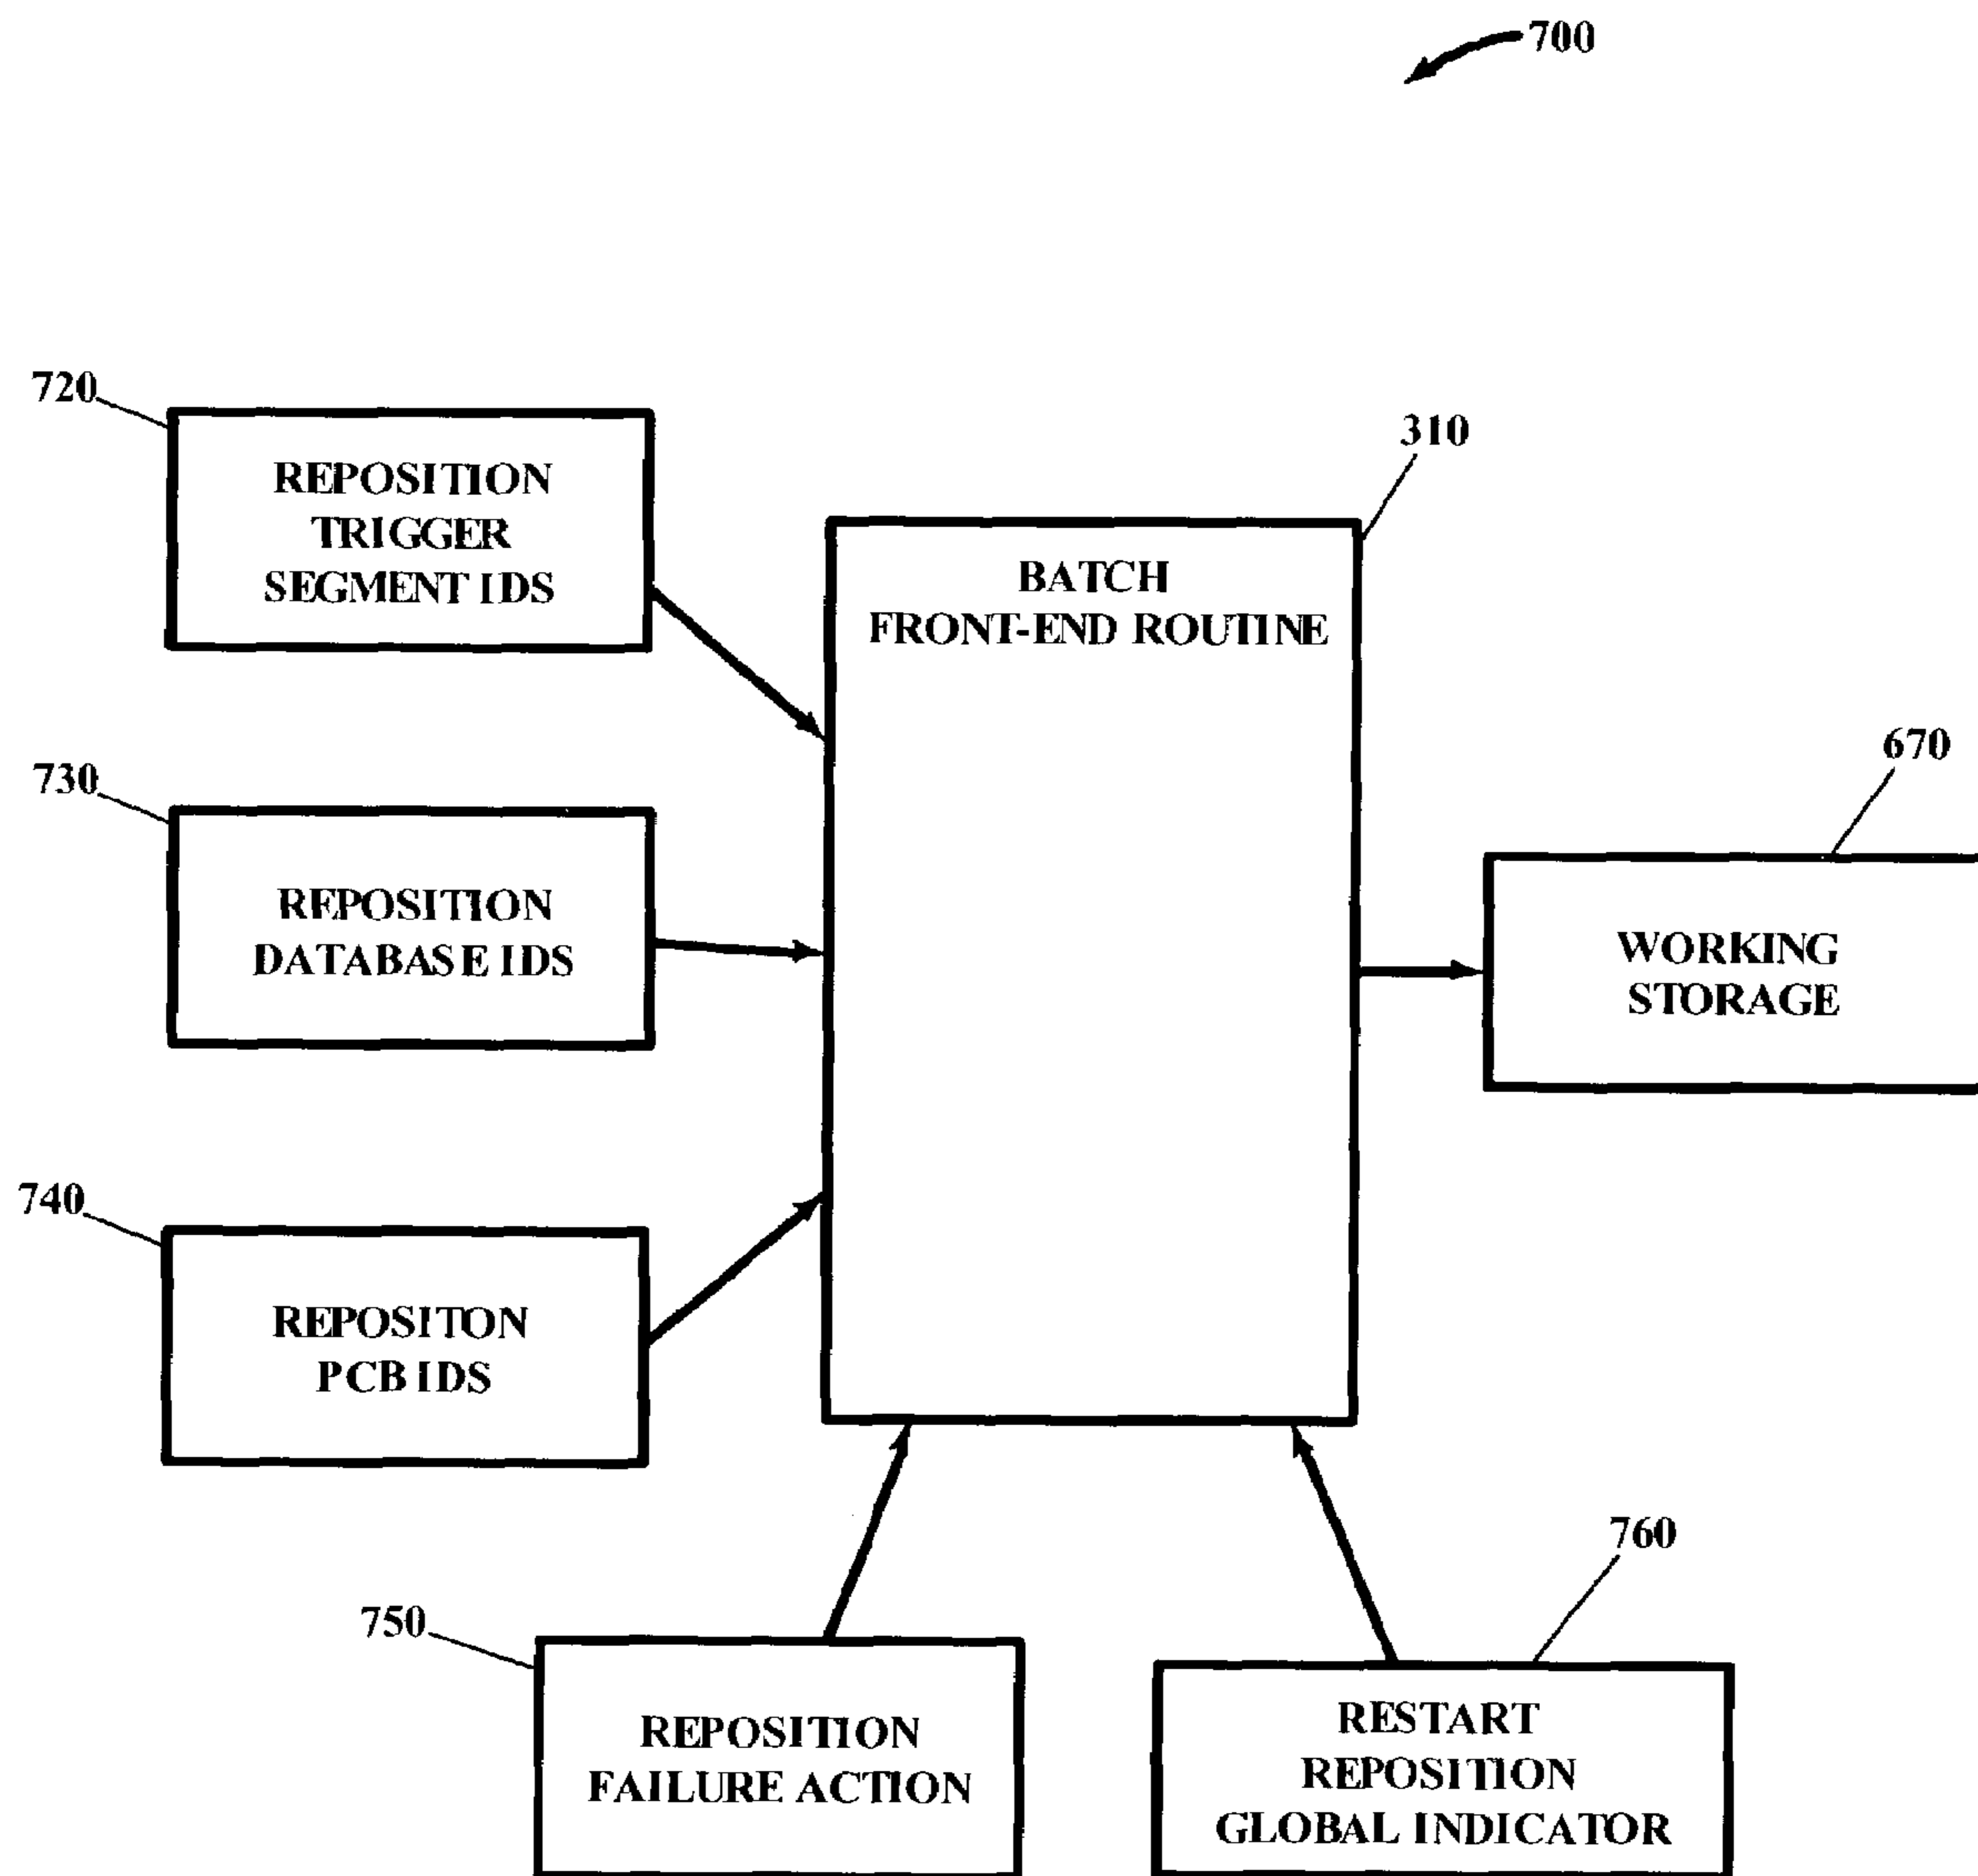 700
720
REPOSITION
TRIGGER
SEGMENT IDS
310
BATCH
FRONT-END ROUTINE
730
REPOSITION
DATABASE IDS
670
WORKING
STORAGE
740
REPOSITON
PCB IDS
750
REPOSITION
FAILURE ACTION
760
RESTART
REPOSITION
GLOBAL INDICATOR